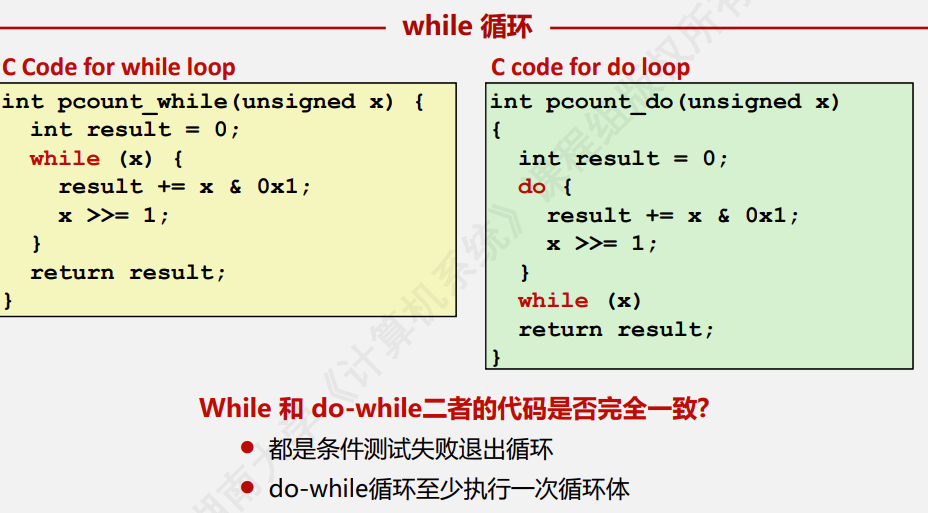 while 循环
C Code for while loop
int pcount_while(unsigned x) {
  int result = 0;
  while (x) {
    result += x & 0x1;
    x >>= 1;
  }
  return result;
}
C code for do loop
int pcount_do(unsigned x)
{
  int result = 0;
  do {
    result += x & 0x1;
    x >>= 1;
  }
  while (x)
  return result;
}
While 和 do-while二者的代码是否完全一致?
● 都是条件测试失败退出循环
● do-while循环至少执行一次循环体
湖南大学《计算机系统》课程组版权所有